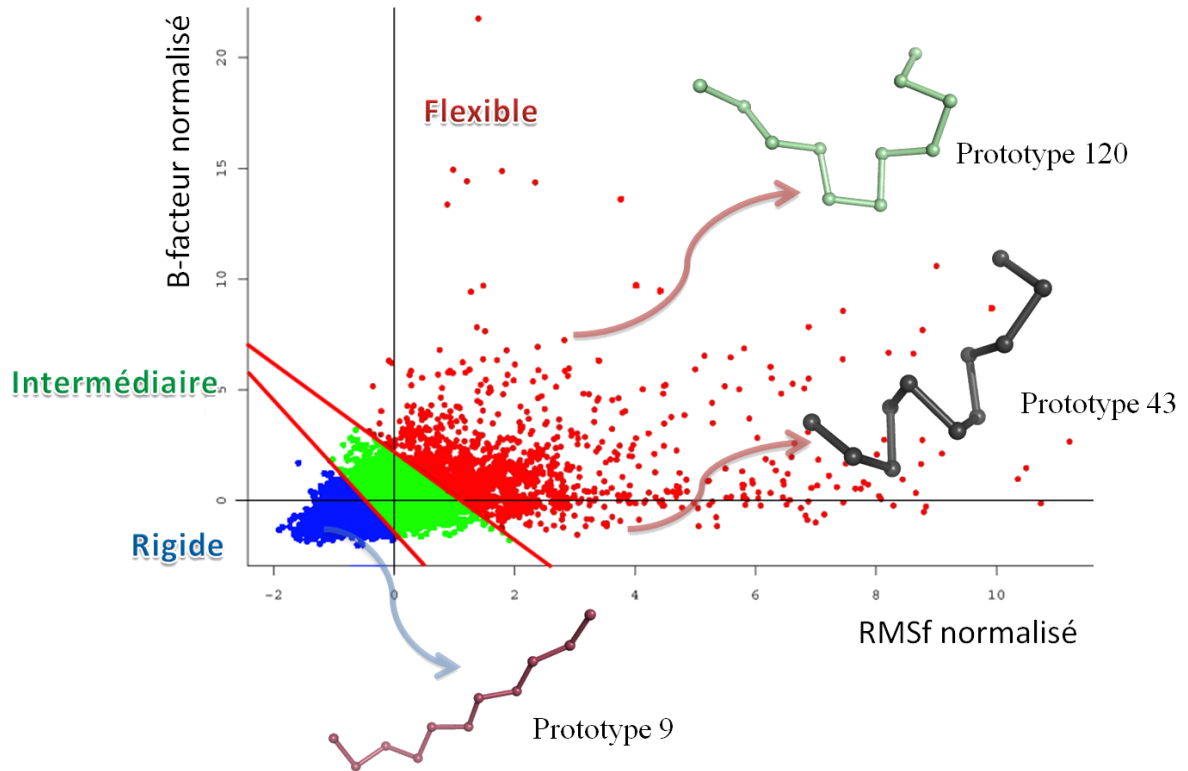 B-facteur normalisé
20
15
10
5
0
Flexible
Prototype 120
Intermédiaire
Prototype 43
Rigide
-2
0
2
4
6
8
10
RMSf normalisé
Prototype 9